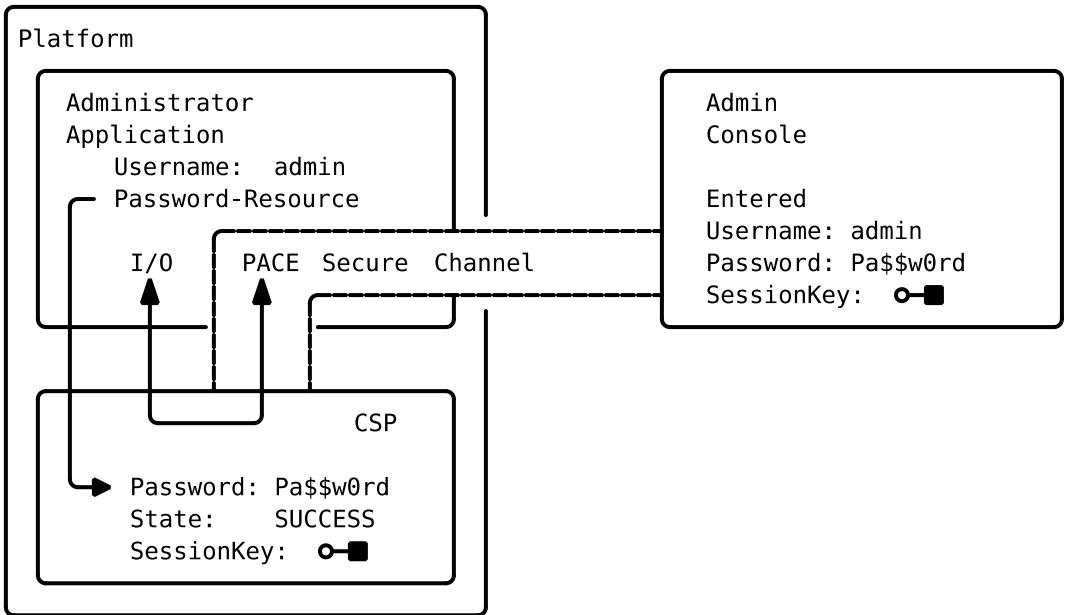 Platform
Administrator
Application
Username: admin
Password-Resource
I/O
PACE Secure Channel
CSP
Password: Pa$$w0rd
State: SUCCESS
SessionKey:
Admin
Console
Entered
Username: admin
Password: Pa$$w0rd
SessionKey: